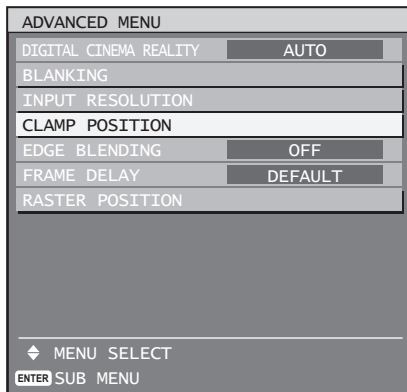 ADVANCED MENU
DIGITAL CINEMA REALITY AUTO
BLANKING
INPUT RESOLUTION
CLAMP POSITION
EDGE BLENDING OFF
FRAME DELAY DEFAULT
RASTER POSITION
MENU SELECT
ENTER SUB MENU